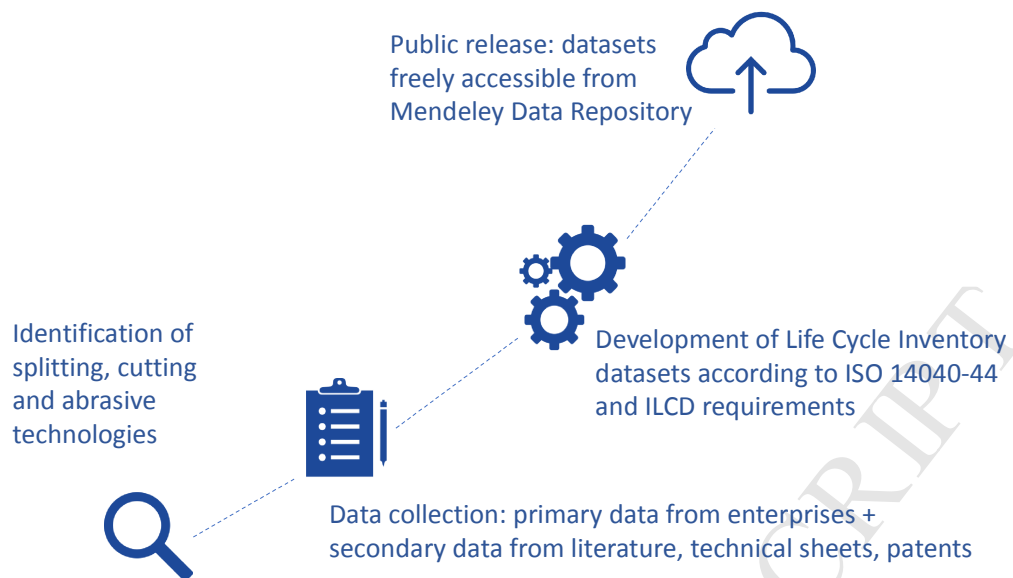 Public release: datasets
freely accessible from
Mendeley Data Repository
Identification of
splitting, cutting
and abrasive
technologies
Development of Life Cycle Inventory
datasets according to ISO 14040-44
and ILCD requirements
Data collection: primary data from enterprises +
secondary data from literature, technical sheets, patents
CRIPT